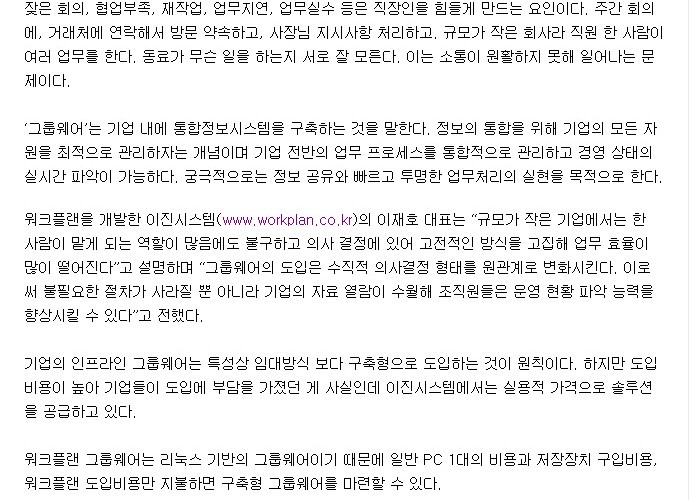 잦은 회의, 협업부족, 재작업, 업무지연, 업무실수 등은 직장인을 힘들게 만드는 요인이다. 주간 회의
에, 거래처에 연락해서 방문 약속하고, 사장님 지시사항 처리하고. 규모가 작은 회사라 직원 한 사람이
여러 업무를 한다. 동료가 무슨 일을 하는지 서로 잘 모른다. 이는 소통이 원활하지 못해 일어나는 문
제이다.
‘그룹웨어’는 기업 내에 통합정보시스템을 구축하는 것을 말한다. 정보의 통합을 위해 기업의 모든 자
원을 최적으로 관리하자는 개념이며 기업 전반의 업무 프로세스를 통합적으로 관리하고 경영 상태의
실시간 파악이 가능하다. 궁극적으로는 정보 공유와 빠르고 투명한 업무처리의 실현을 목적으로 한다.
워크플랜을 개발한 이진시스템(www.workplan.co.kr)의 이재호 대표는 “규모가 작은 기업에서는 한
사람이 맡게 되는 역할이 많음에도 불구하고 의사 결정에 있어 고전적인 방식을 고집해 업무 효율이
많이 떨어진다”고 설명하며 “그룹웨어의 도입은 수직적 의사결정 형태를 원관계로 변화시킨다. 이로
써 불필요한 절차가 사라질 뿐 아니라 기업의 자료 열람이 수월해 조직원들은 운영 현황 파악 능력을
향상시킬 수 있다”고 전했다.
기업의 인프라인 그룹웨어는 특성상 임대방식 보다 구축형으로 도입하는 것이 원칙이다. 하지만 도입
비용이 높아 기업들이 도입에 부담을 가졌던 게 사실인데 이진시스템에서는 실용적 가격으로 솔루션
을 공급하고 있다.
워크플랜 그룹웨어는 리눅스 기반의 그룹웨어이기 때문에 일반 PC 1대의 비용과 저장장치 구입비용,
워크플랜 도입비용만 지불하면 구축형 그룹웨어를 마련할 수 있다.